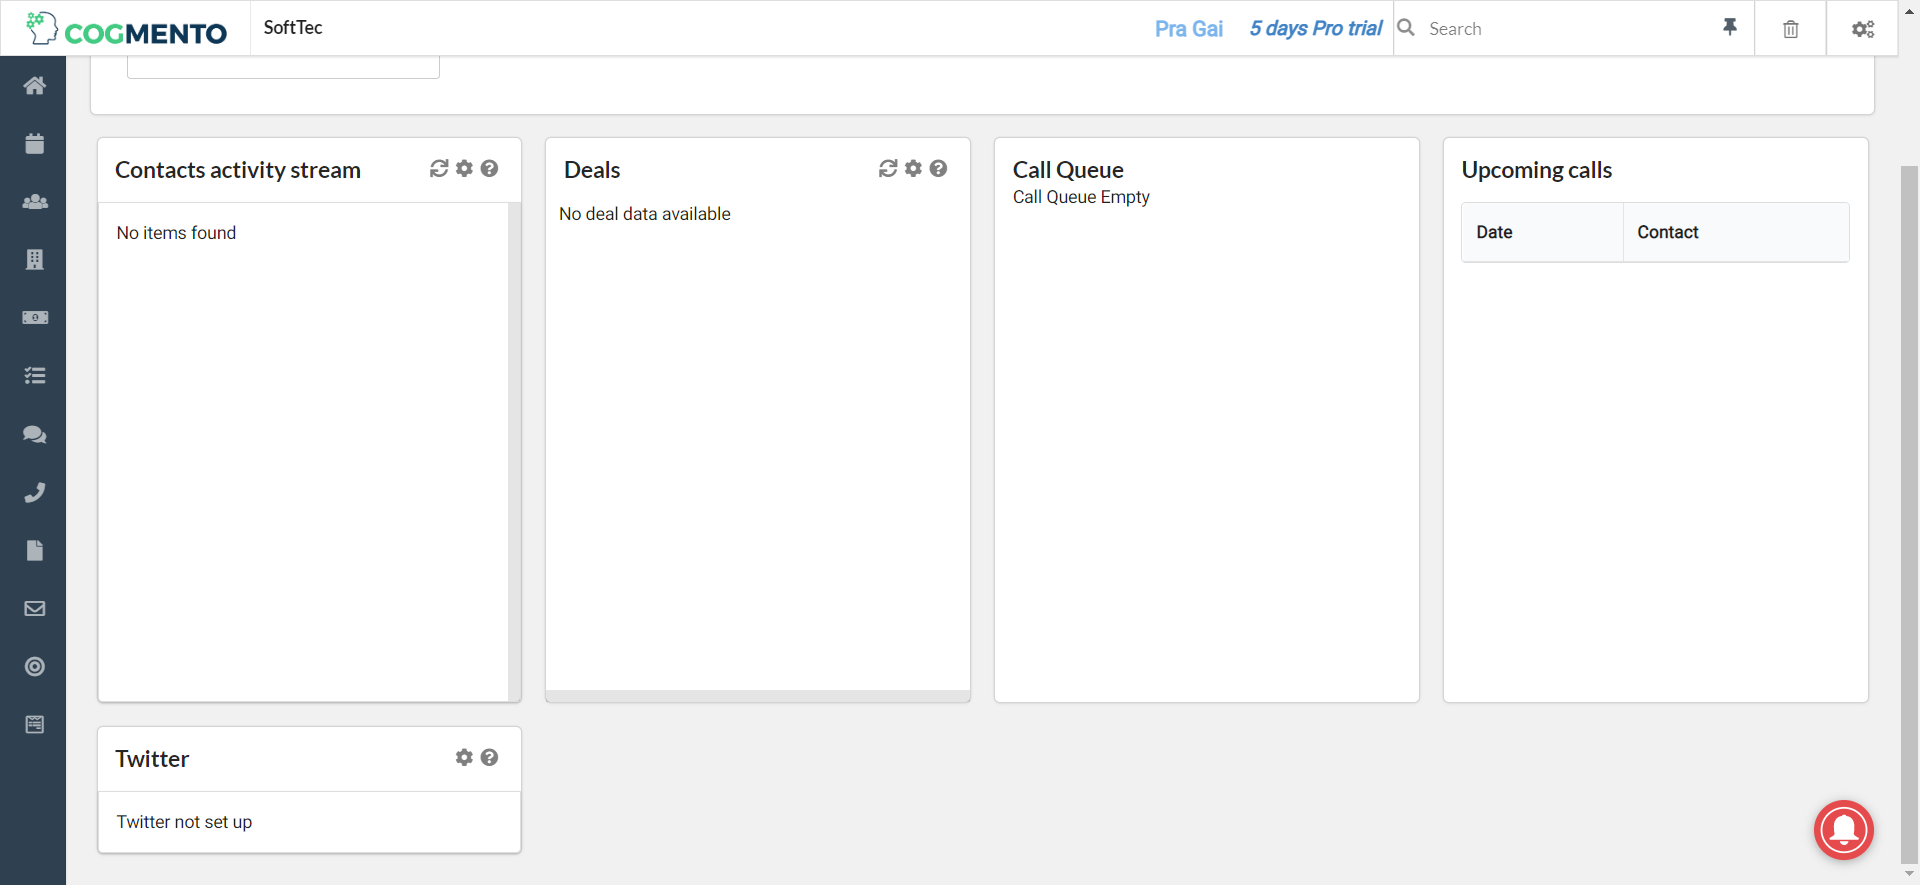 COGMENTO
SoftTec
Pra Gai
5 days Pro trial
Search
Contacts activity stream
No items found
Deals
No deal data available
Call Queue
Call Queue Empty
Upcoming calls
Date
Contact
Twitter
Twitter not set up